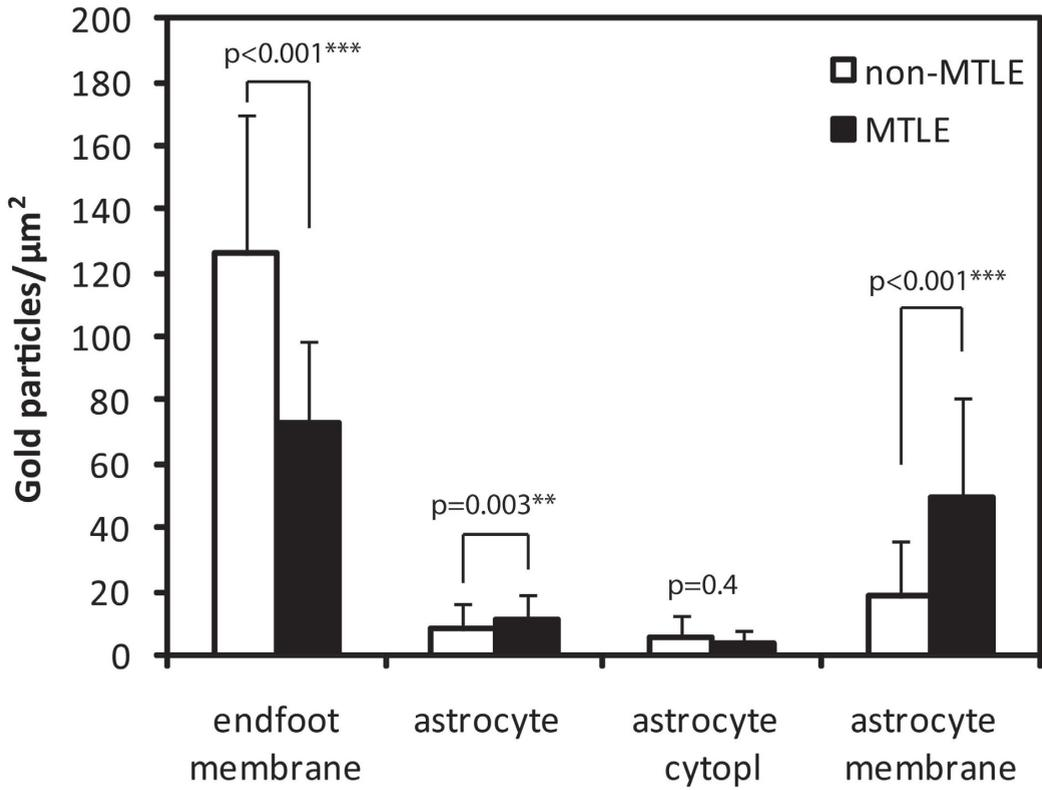 200
180
160
140
120
100
80
60
40
20
0
Gold particles/µm²
p<0.001***
p=0.003**
p=0.4
p<0.001***
non-MTLE
MTLE
endfoot
membrane
astrocyte
astrocyte
cytopl
astrocyte
membrane